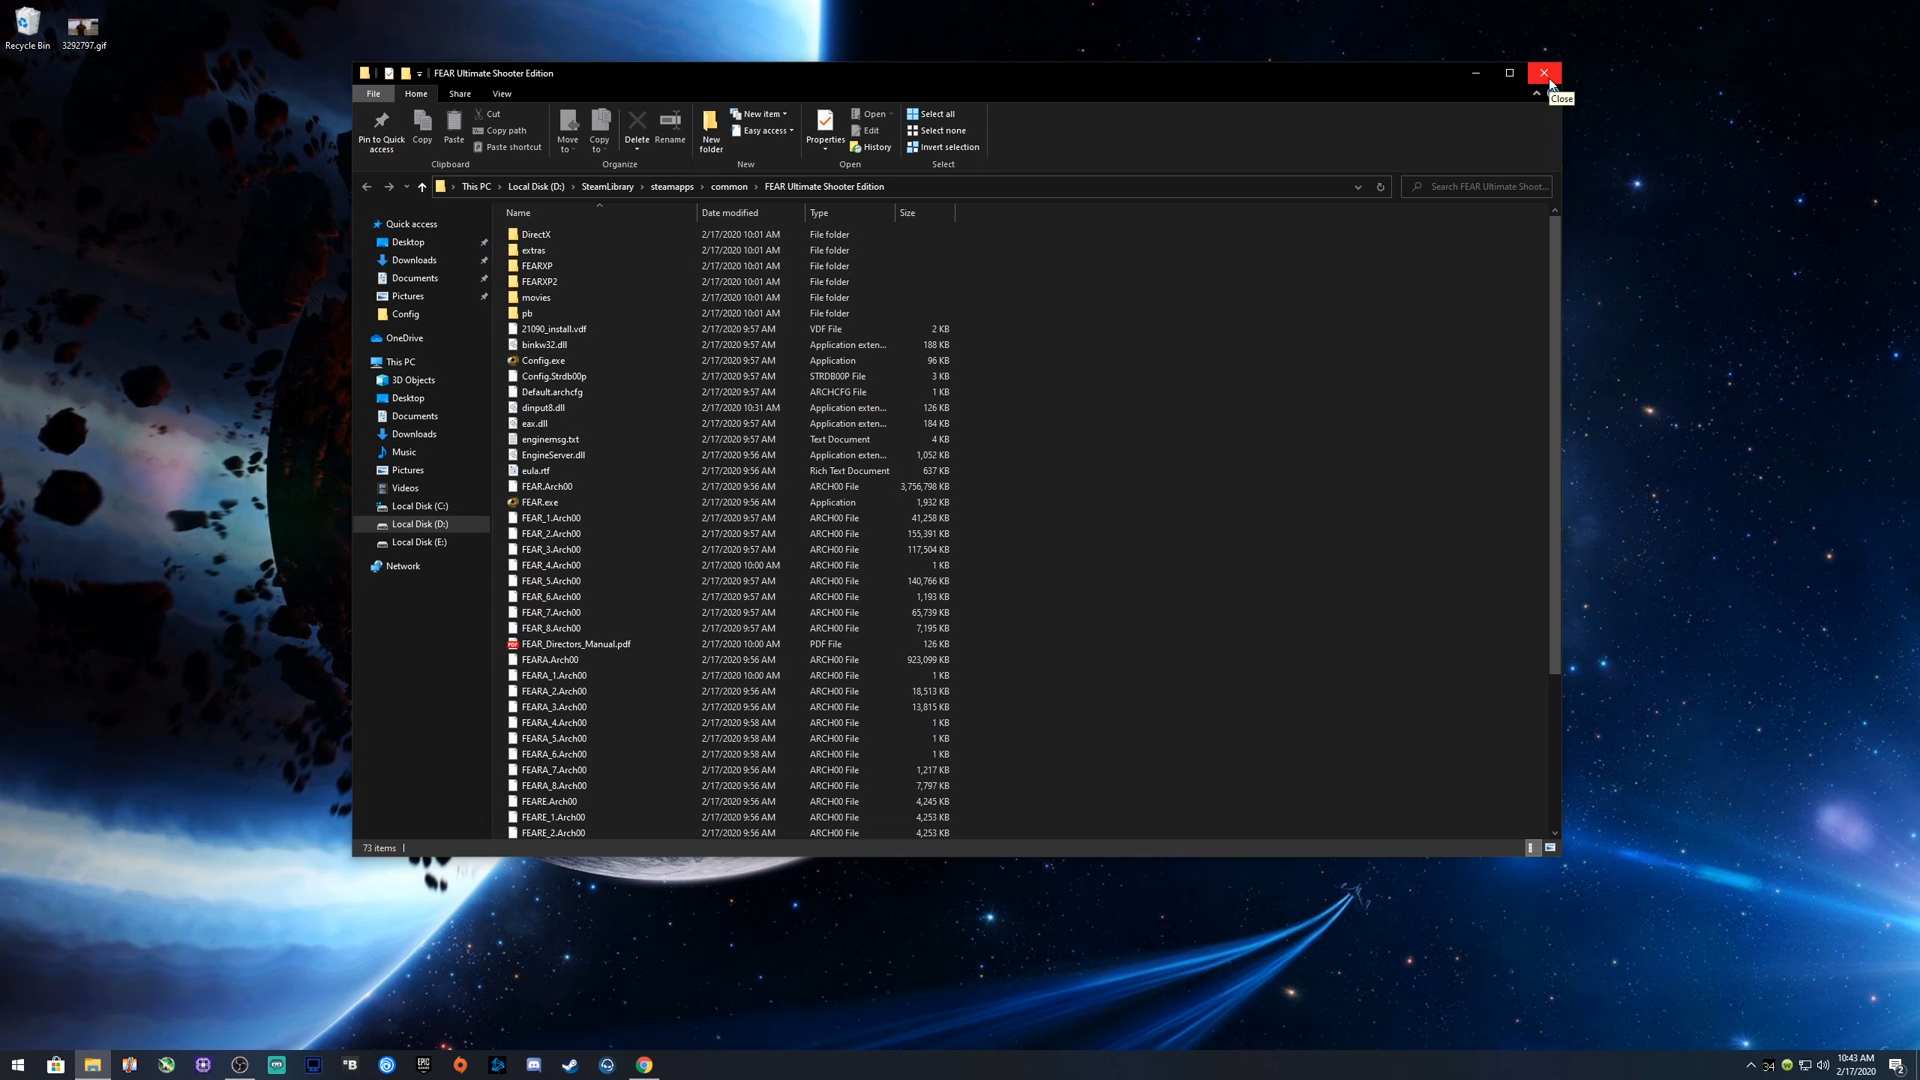 Recycle Bin
3292797.gif
FEAR Ultimate Shooter Edition
File Home Share View
Close
Pin to Quick access
Copy
Paste
Cut
Copy path
Paste shortcut
Clipboard
Move to
Copy to
Delete
Rename
Organize
New folder
New item
Easy access
New
Properties
Open
Edit
History
Open
Select all
Select none
Invert selection
Select
This PC > Local Disk (D:) > SteamLibrary > steamapps > common > FEAR Ultimate Shooter Edition
Search FEAR Ultimate Shoot...
Quick access
Desktop
Downloads
Documents
Pictures
Config
OneDrive
This PC
3D Objects
Desktop
Documents
Downloads
Music
Pictures
Videos
Local Disk (C:)
Local Disk (D:)
Local Disk (E:)
Network
Name Date modified Type Size
DirectX 2/17/2020 10:01 AM File folder
extras 2/17/2020 10:01 AM File folder
FEARXP 2/17/2020 10:01 AM File folder
FEARXP2 2/17/2020 10:01 AM File folder
movies 2/17/2020 10:01 AM File folder
pb 2/17/2020 10:01 AM File folder
21090_install.vdf 2/17/2020 9:57 AM VDF File 2 KB
binkw32.dll 2/17/2020 9:57 AM Application exten... 188 KB
Config.exe 2/17/2020 9:57 AM Application 96 KB
Config.Strdb00p 2/17/2020 9:57 AM STRDB00P File 3 KB
Default.archcfg 2/17/2020 9:57 AM ARCHCFG File 1 KB
dinput8.dll 2/17/2020 10:31 AM Application exten... 126 KB
eax.dll 2/17/2020 9:57 AM Application exten... 184 KB
enginemsg.txt 2/17/2020 9:57 AM Text Document 4 KB
EngineServer.dll 2/17/2020 9:56 AM Application exten... 1,052 KB
eula.rtf 2/17/2020 9:56 AM Rich Text Document 637 KB
FEAR.Arch00 2/17/2020 9:56 AM ARCH00 File 3,756,798 KB
FEAR.exe 2/17/2020 9:56 AM Application 1,932 KB
FEAR_1.Arch00 2/17/2020 9:57 AM ARCH00 File 41,258 KB
FEAR_2.Arch00 2/17/2020 9:57 AM ARCH00 File 155,391 KB
FEAR_3.Arch00 2/17/2020 9:57 AM ARCH00 File 117,504 KB
FEAR_4.Arch00 2/17/2020 10:00 AM ARCH00 File 1 KB
FEAR_5.Arch00 2/17/2020 9:57 AM ARCH00 File 140,766 KB
FEAR_6.Arch00 2/17/2020 9:57 AM ARCH00 File 1,193 KB
FEAR_7.Arch00 2/17/2020 9:57 AM ARCH00 File 65,739 KB
FEAR_8.Arch00 2/17/2020 9:57 AM ARCH00 File 7,195 KB
FEAR_Directors_Manual.pdf 2/17/2020 10:00 AM PDF File 126 KB
FEARA.Arch00 2/17/2020 9:56 AM ARCH00 File 923,099 KB
FEARA_1.Arch00 2/17/2020 10:00 AM ARCH00 File 1 KB
FEARA_2.Arch00 2/17/2020 9:56 AM ARCH00 File 18,513 KB
FEARA_3.Arch00 2/17/2020 9:56 AM ARCH00 File 13,815 KB
FEARA_4.Arch00 2/17/2020 9:58 AM ARCH00 File 1 KB
FEARA_5.Arch00 2/17/2020 9:58 AM ARCH00 File 1 KB
FEARA_6.Arch00 2/17/2020 9:58 AM ARCH00 File 1 KB
FEARA_7.Arch00 2/17/2020 9:56 AM ARCH00 File 1,217 KB
FEARA_8.Arch00 2/17/2020 9:56 AM ARCH00 File 7,797 KB
FEARE.Arch00 2/17/2020 9:56 AM ARCH00 File 4,245 KB
FEARE_1.Arch00 2/17/2020 9:56 AM ARCH00 File 4,253 KB
FEARE_2.Arch00 2/17/2020 9:56 AM ARCH00 File 4,253 KB
73 items
B
EPIC GAMES
34
10:43 AM
2/17/2020
2